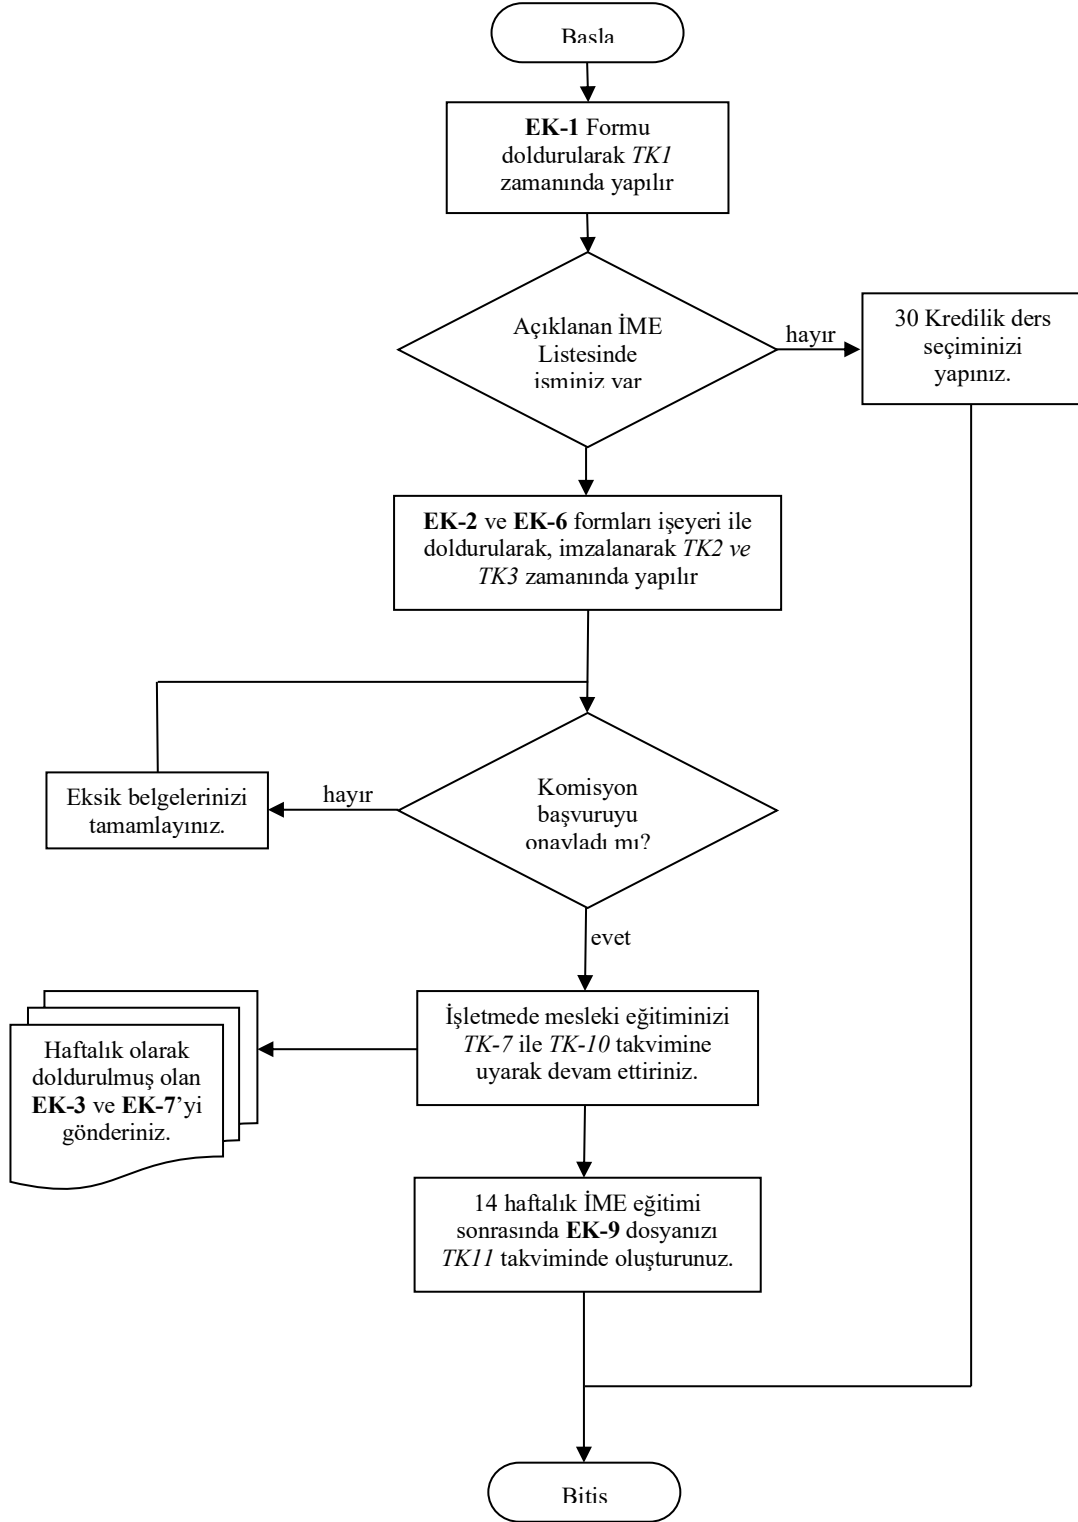 Başla
EK-1 Formu
doldurularak TK1
zamanında yapılır
Açıklanan İME
Listesinde
isminiz var
hayır
30 Kredilik ders
seçiminizi
yapınız.
EK-2 ve EK-6 formları işeyeri ile
doldurularak, imzalanarak TK2 ve
TK3 zamanında yapılır
Komisyon
başvuruyu
onayladı mı?
hayır
Eksik belgelerinizi
tamamlayınız.
evet
İşletmede mesleki eğitiminizi
TK-7 ile TK-10 takvimine
uyarak devam ettiriniz.
Haftalık olarak
doldurulmuş olan
EK-3 ve EK-7’yi
gönderiniz.
14 haftalık İME eğitimi
sonrasında EK-9 dosyanızı
TK11 takviminde oluşturunuz.
Bitiş